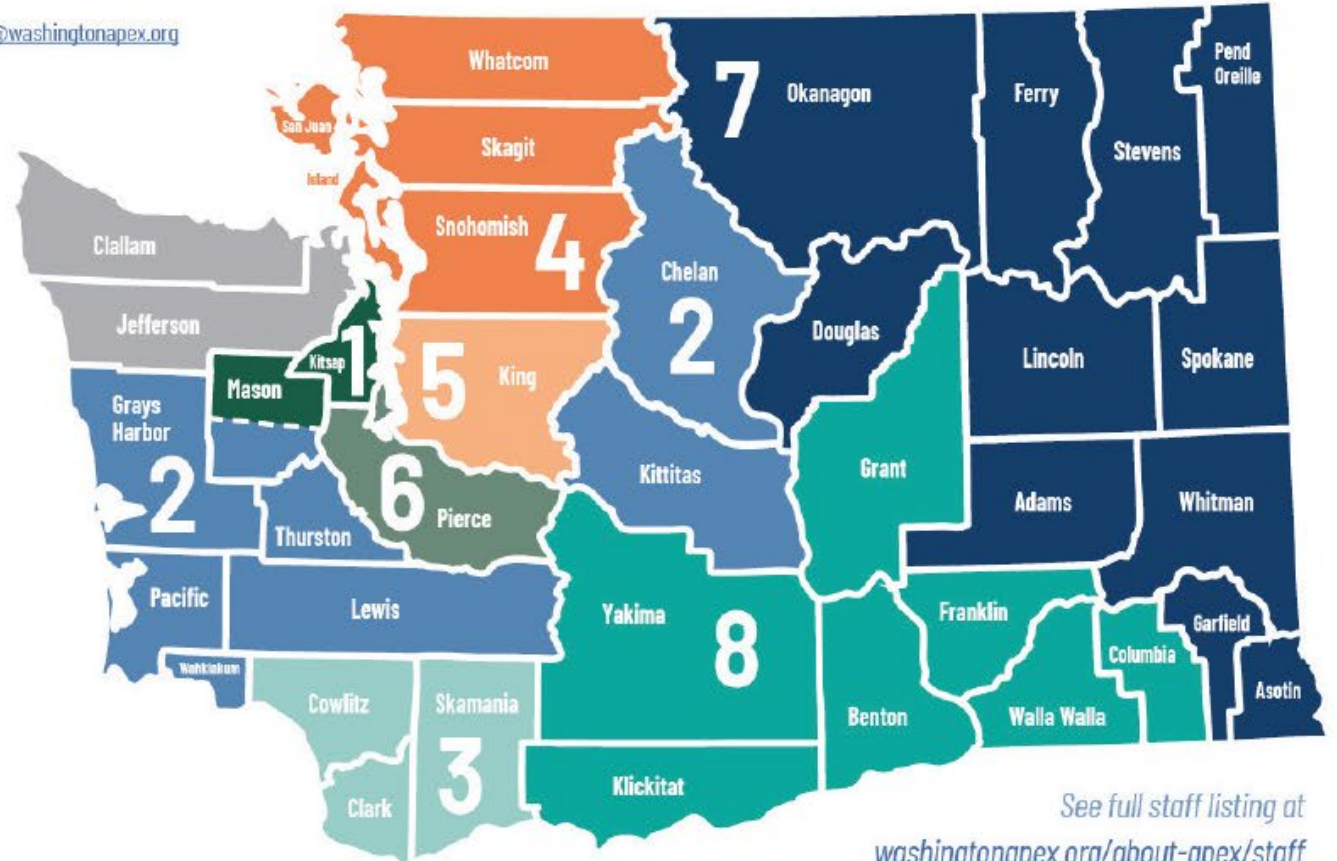 @washingtonapex.org
Whatcom
7
Okanagon
Ferry
Pend
Oreille
San Juan
Skagit
Stevens
Island
Snohomish
4
Clallam
Chelan
2
Jefferson
Douglas
Kitsap
1
5
King
Lincoln
Spokane
Mason
Grays
Harbor
2
6
Pierce
Kittitas
Grant
Adams
Whitman
Thurston
Pacific
Lewis
Yakima
8
Franklin
Garfield
Columbia
Wahkiakum
Asotin
Cowlitz
Skamania
3
Benton
Walla Walla
Clark
Klickitat
See full staff listing at
washingtonapex.org/about-apex/staff